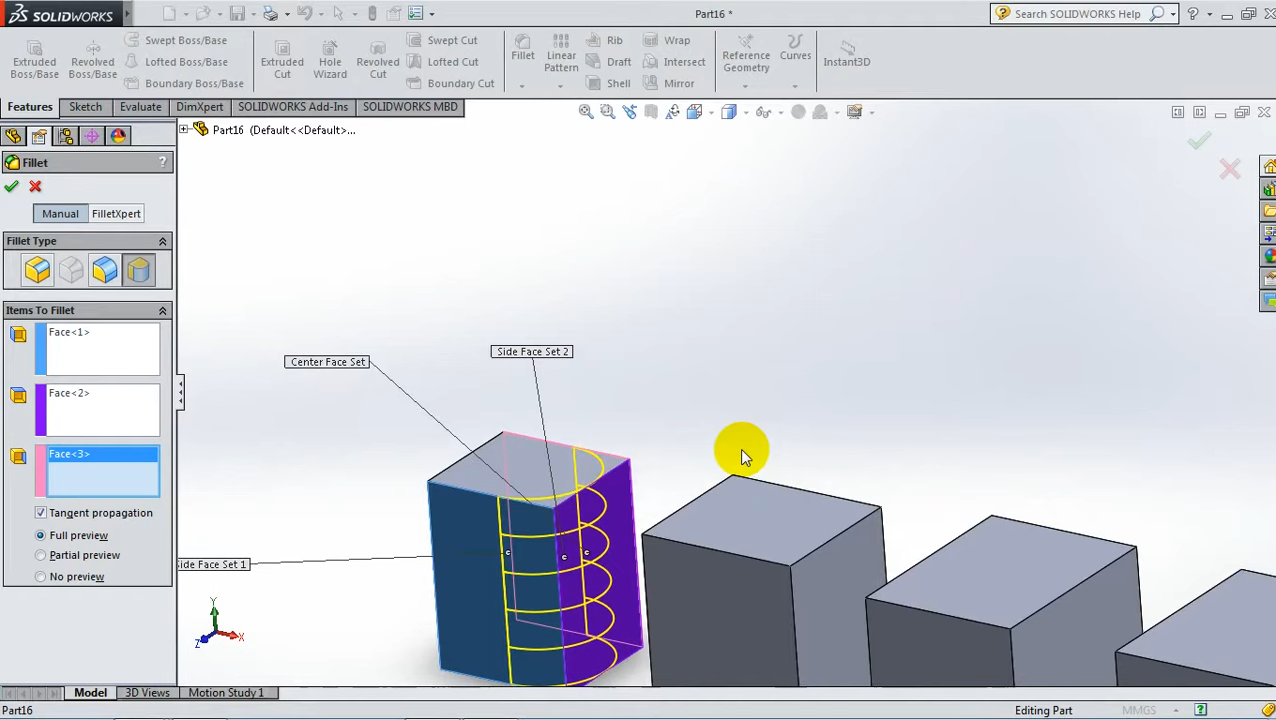 SOLIDWORKS
Part16 *
Search SOLIDWORKS Help
Extruded Boss/Base
Revolved Boss/Base
Swept Boss/Base
Lofted Boss/Base
Boundary Boss/Base
Extruded Cut
Hole Wizard
Revolved Cut
Swept Cut
Lofted Cut
Boundary Cut
Fillet
Linear Pattern
Rib
Draft
Shell
Wrap
Intersect
Mirror
Reference Geometry
Curves
Instant3D
Features
Sketch
Evaluate
DimXpert
SOLIDWORKS Add-Ins
SOLIDWORKS MBD
Part16 (Default<<Default>...
Fillet
?
Manual
FilletXpert
Fillet Type
Items To Fillet
Face<1>
Face<2>
Face<3>
Tangent propagation
Full preview
Partial preview
No preview
Center Face Set
Side Face Set 2
Side Face Set 1
Y
X
Z
Model
3D Views
Motion Study 1
Part16
Editing Part
MMGS